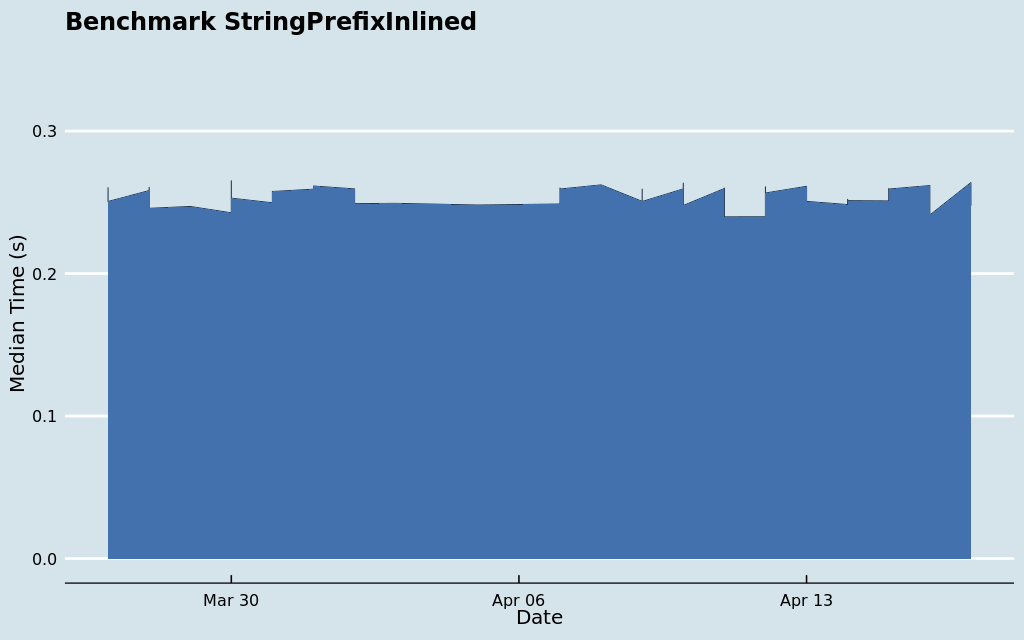 Benchmark StringPrefixInlined
Median Time (s)
0.3
0.2
0.1
0.0
Mar 30 Apr 06 Apr 13
Date